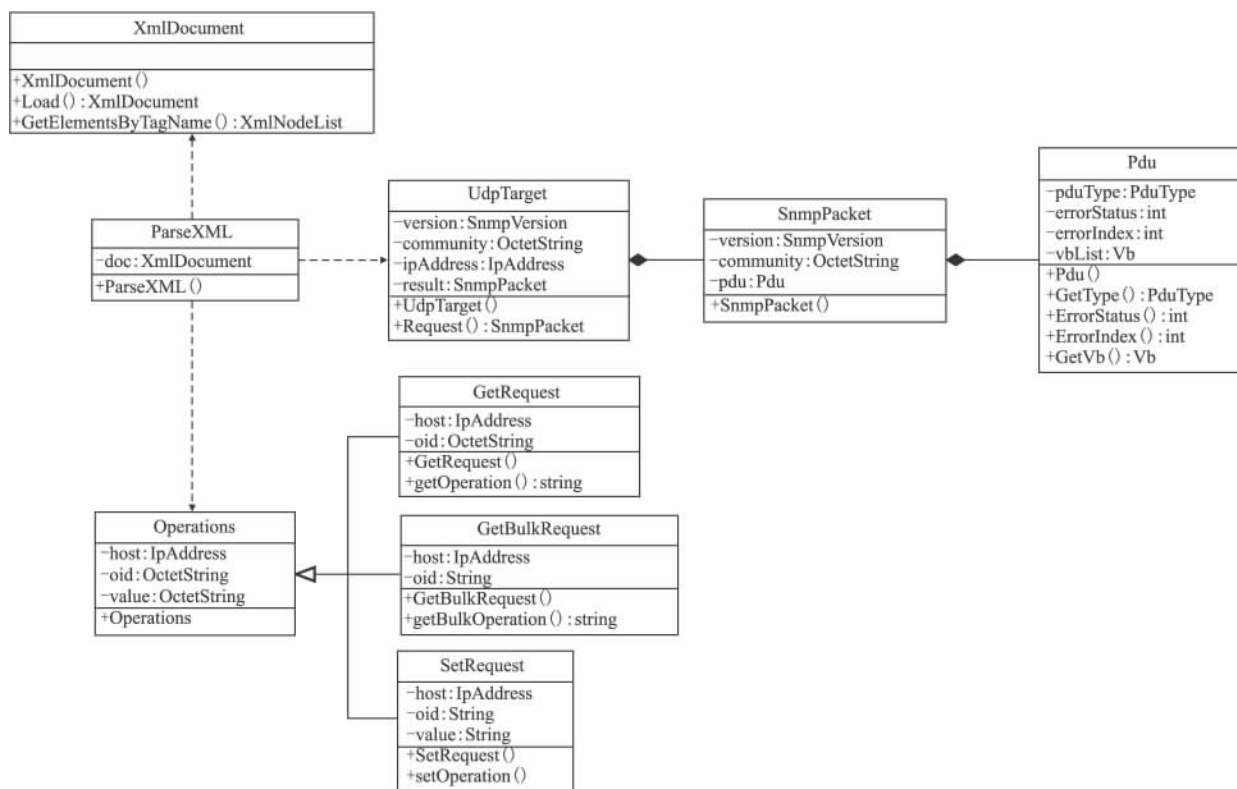 XmlDocument
+XmlDocument()
+Load():XmlDocument
+GetElementsByTagName():XmlNodeList
ParseXML
−doc:XmlDocument
+ParseXML()
UdpTarget
−version:SnmpVersion
−community:OctetString
−ipAddress:IpAddress
−result:SnmpPacket
+UdpTarget()
+Request():SnmpPacket
SnmpPacket
−version:SnmpVersion
−community:OctetString
−pdu:Pdu
+SnmpPacket()
Pdu
−pduType:PduType
−errorStatus:int
−errorIndex:int
−vbList:Vb
+Pdu()
+GetType():PduType
+ErrorStatus():int
+ErrorIndex():int
+GetVb():Vb
GetRequest
−host:IpAddress
−oid:OctetString
+GetRequest()
+getOperation():string
Operations
−host:IpAddress
−oid:OctetString
−value:OctetString
+Operations
GetBulkRequest
−host:IpAddress
−oid:String
+GetBulkRequest()
+getBulkOperation():string
SetRequest
−host:IpAddress
−oid:String
−value:String
+SetRequest()
+setOperation()